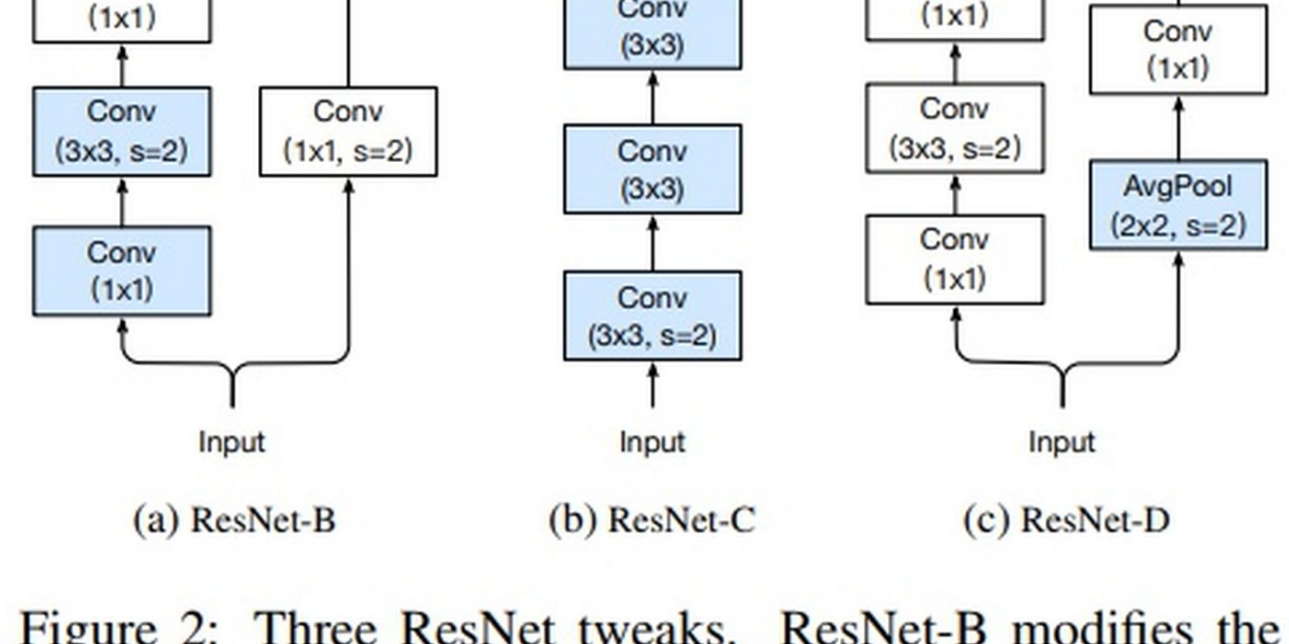 (1x1)
Conv
(3x3, s=2)
Conv
(1x1)
Conv
(1x1, s=2)
Input
(a) ResNet-B
Conv
(3x3)
Conv
(3x3)
Conv
(3x3, s=2)
Input
(b) ResNet-C
(1x1)
Conv
(3x3, s=2)
Conv
(1x1)
Conv
(1x1)
AvgPool
(2x2, s=2)
Input
(c) ResNet-D
Figure 2: Three ResNet tweaks. ResNet-B modifies the